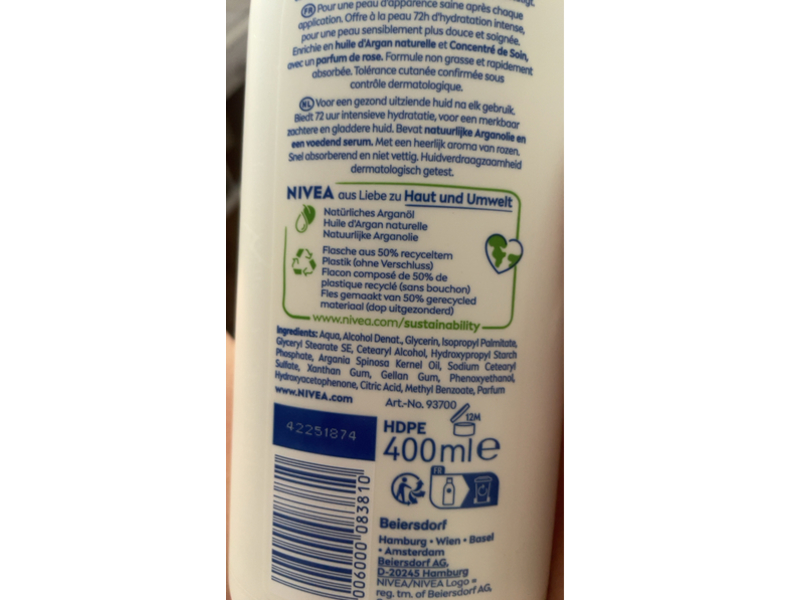 FR Pour une peau d'apparence saine après chaque
application. Offre à la peau 72h d'hydratation intense,
pour une peau sensiblement plus douce et soignée.
Enrichie en huile d'Argan naturelle et Concentré de Soin,
avec un parfum de rose. Formule non grasse et rapidement
absorbée. Tolérance cutanée confirmée sous
contrôle dermatologique.
NL Voor een gezond uitziende huid na elk gebruik.
Biedt 72 uur intensieve hydratatie, voor een merkbaar
zachtere en gladdere huid. Bevat natuurlijke Arganolie en
een voedend serum. Met een heerlijk aroma van rozen.
Snel absorberend en niet vettig. Huidverdraagzaamheid
dermatologisch getest.
NIVEA aus Liebe zu Haut und Umwelt
Natürliches Arganöl
Huile d'Argan naturelle
Natuurlijke Arganolie
Flasche aus 50% recyceltem
Plastik (ohne Verschluss)
Flacon composé de 50% de
plastique recyclé (sans bouchon)
Fles gemaakt van 50% gerecycled
materiaal (dop uitgezonderd)
www.nivea.com/sustainability
Ingredients: Aqua, Alcohol Denat., Glycerin, Isopropyl Palmitate,
Glyceryl Stearate SE, Cetearyl Alcohol, Hydroxypropyl Starch
Phosphate, Argania Spinosa Kernel Oil, Sodium Cetearyl
Sulfate, Xanthan Gum, Gellan Gum, Phenoxyethanol,
Hydroxyacetophenone, Citric Acid, Methyl Benzoate, Parfum
www.NIVEA.com
Art.-No. 93700
12M
42251874
HDPE
400ml e
FR
006000 083810
Beiersdorf
Hamburg • Wien • Basel
• Amsterdam
Beiersdorf AG,
D-20245 Hamburg
NIVEA/NIVEA Logo =
reg. tm. of Beiersdorf AG,